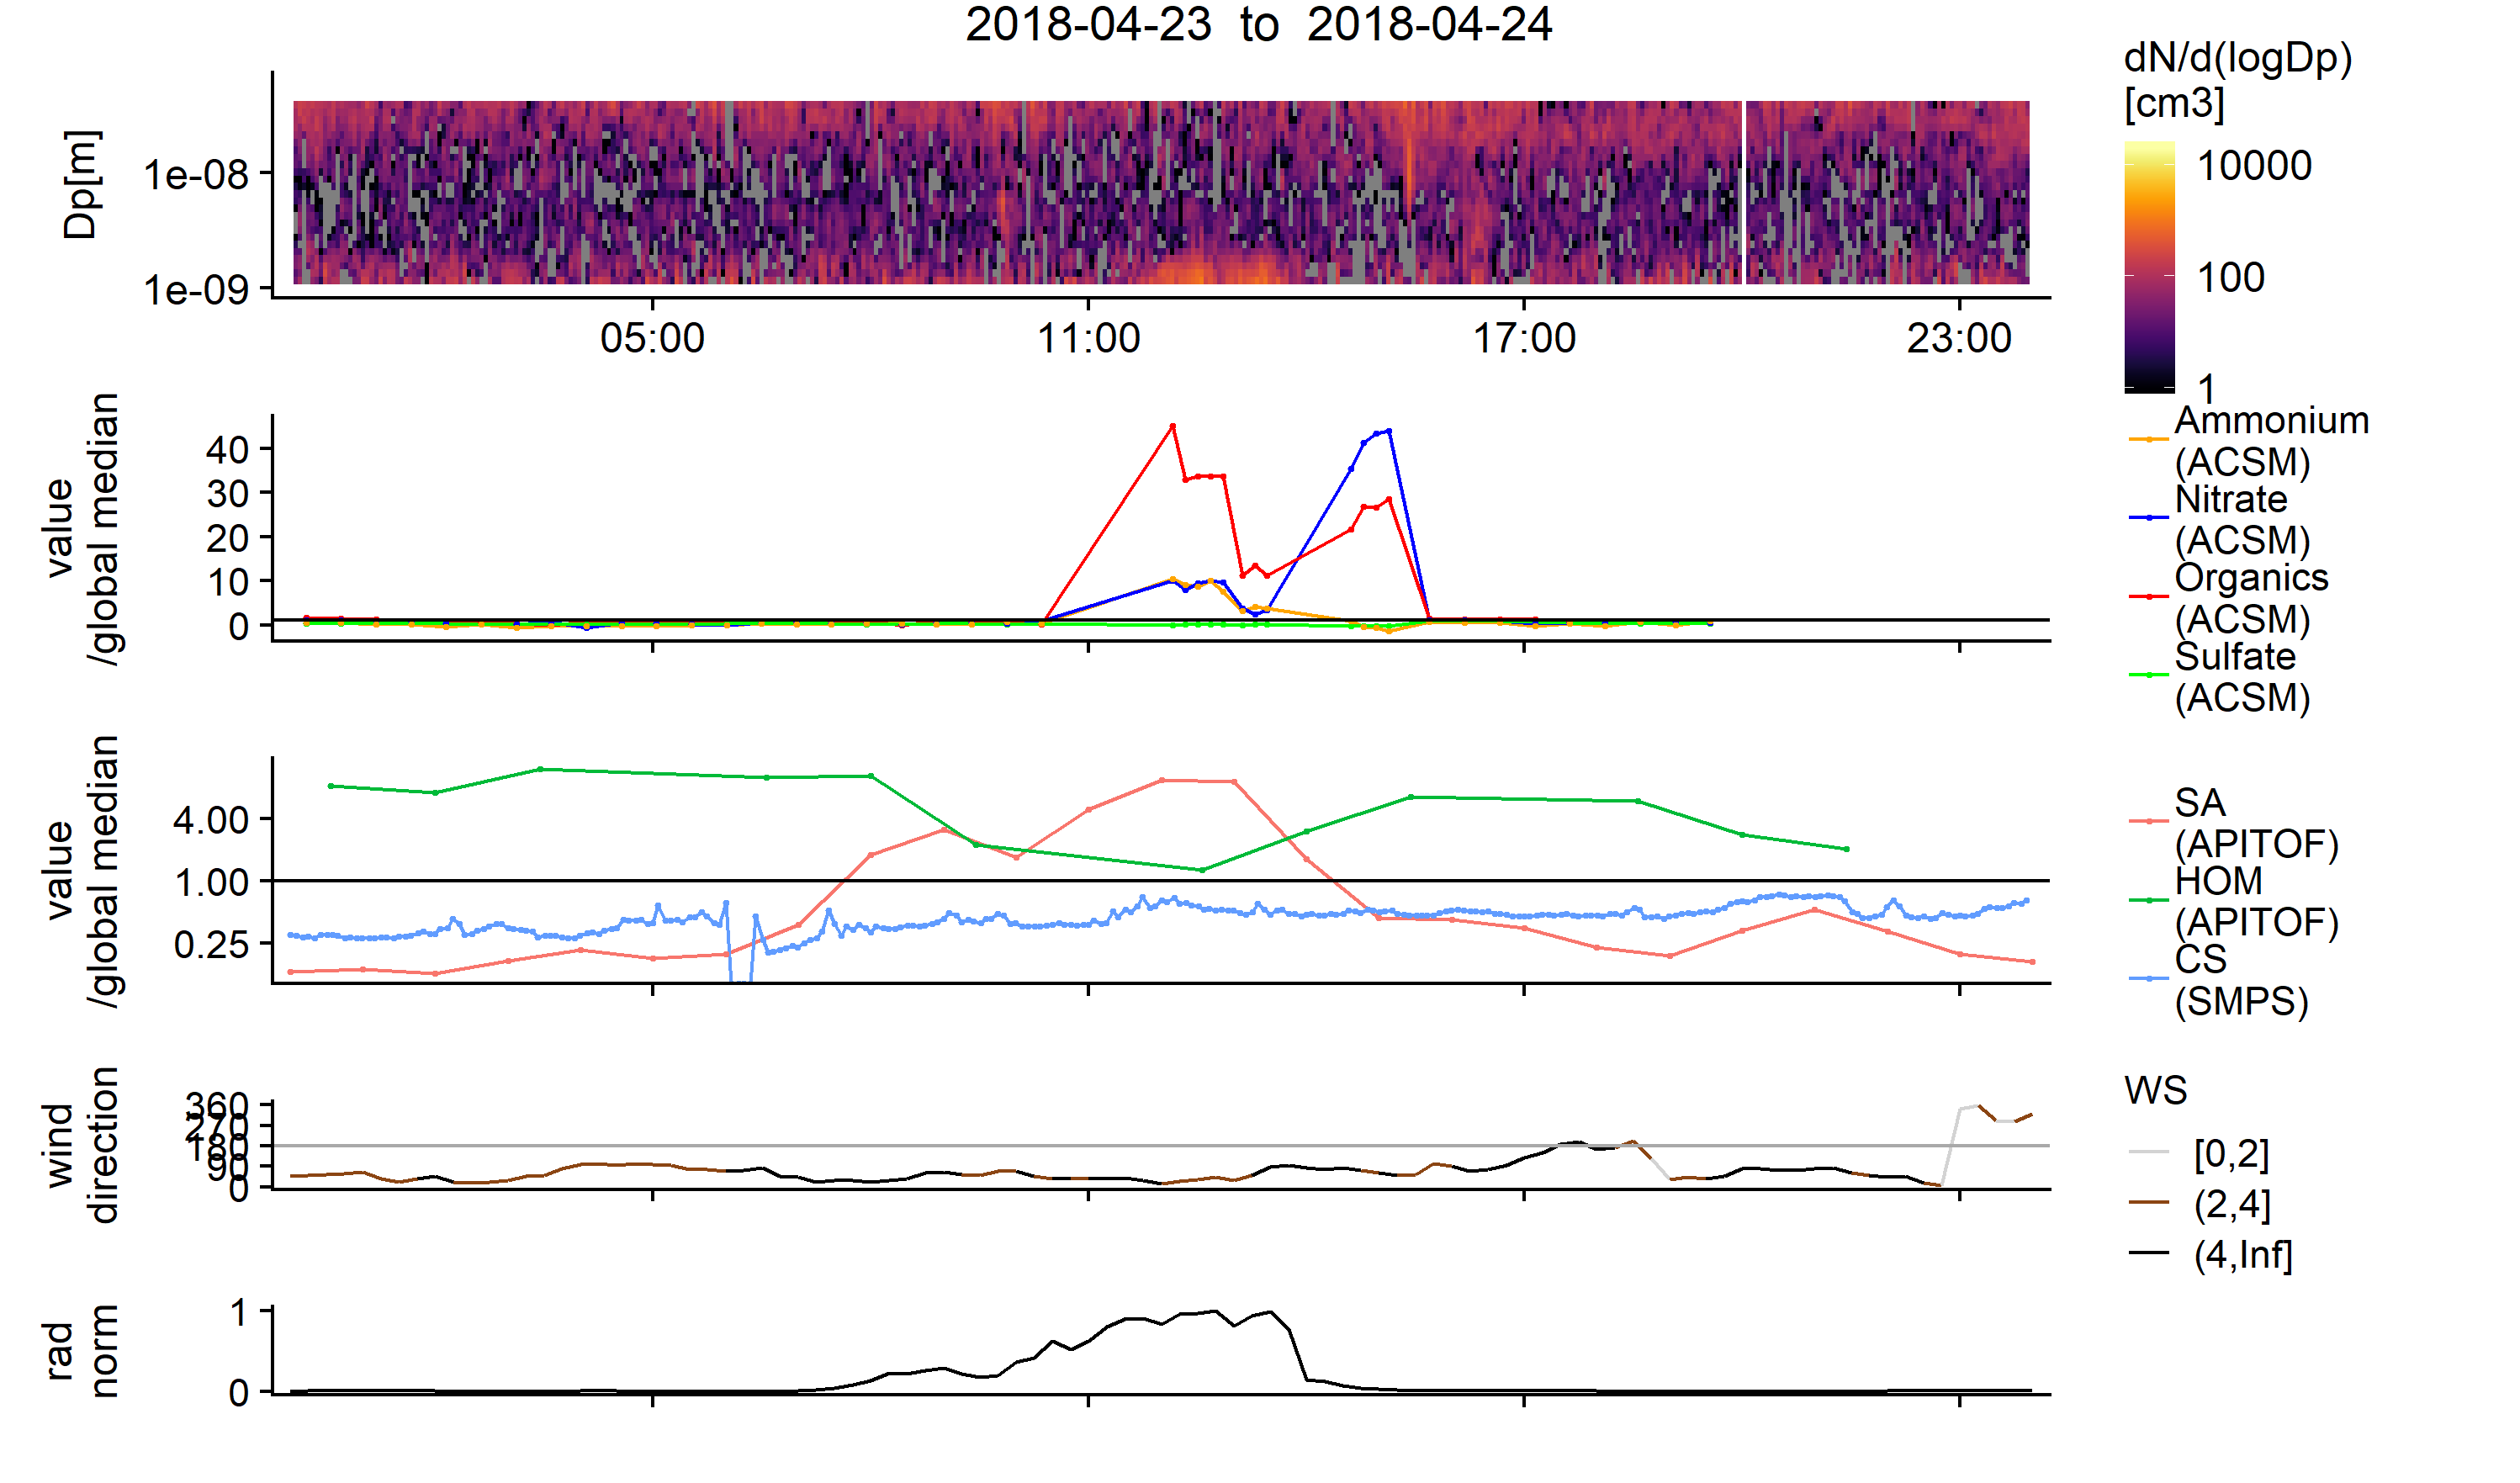 2018-04-23  to  2018-04-24
Dp[m]
1e-08
1e-09
05:00
11:00
17:00
23:00
dN/d(logDp)
[cm3]
10000
100
1
value
/global median
40
30
20
10
0
Ammonium
(ACSM)
Nitrate
(ACSM)
Organics
(ACSM)
Sulfate
(ACSM)
value
/global median
4.00
1.00
0.25
SA
(APITOF)
HOM
(APITOF)
CS
(SMPS)
wind
direction
360
270
180
90
0
WS
[0,2]
(2,4]
(4,Inf]
rad
norm
1
0